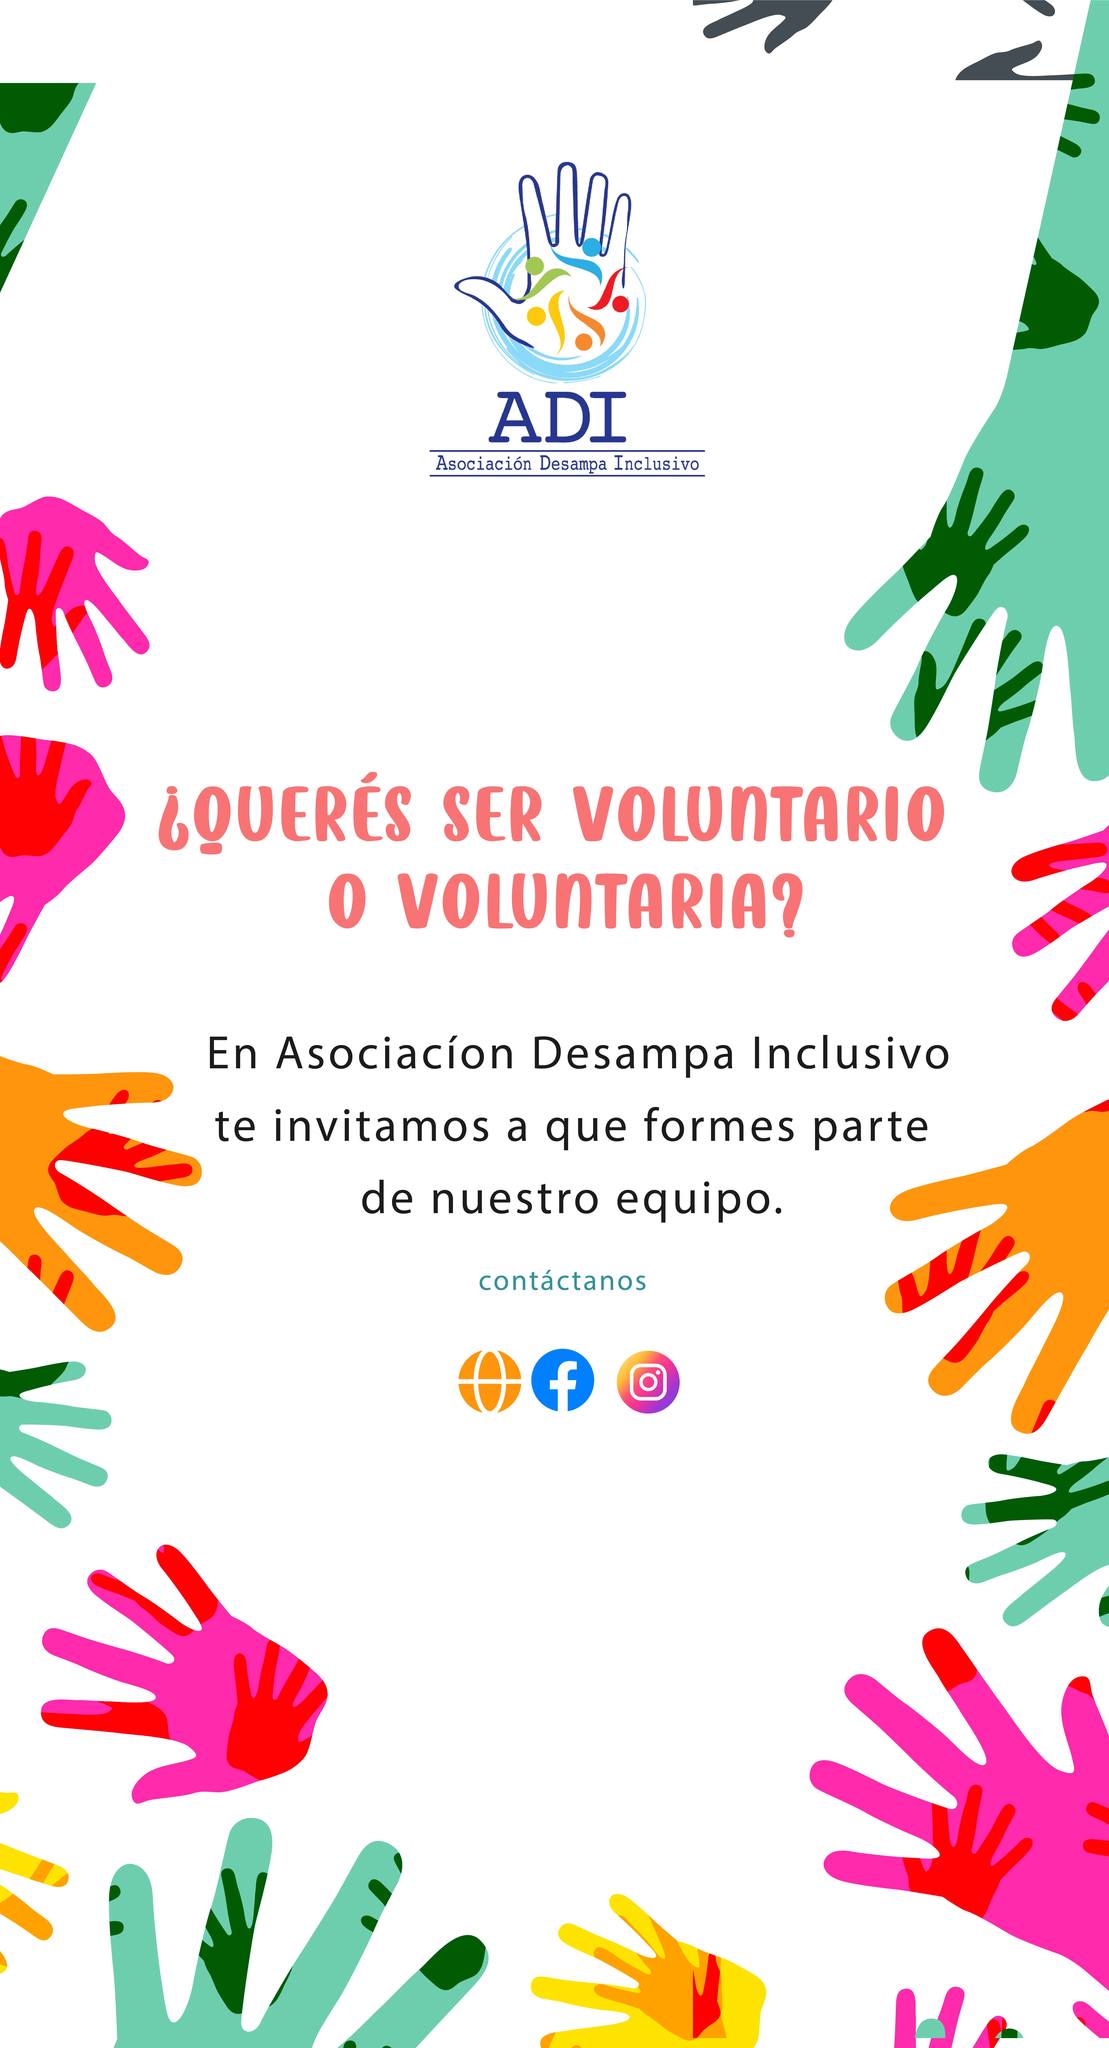 ADI
Asociación Desampa Inclusivo
¿QUERÉS SER VOLUNTARIO
O VOLUNTARIA?
En Asociacíon Desampa Inclusivo
te invitamos a que formes parte
de nuestro equipo.
contáctanos